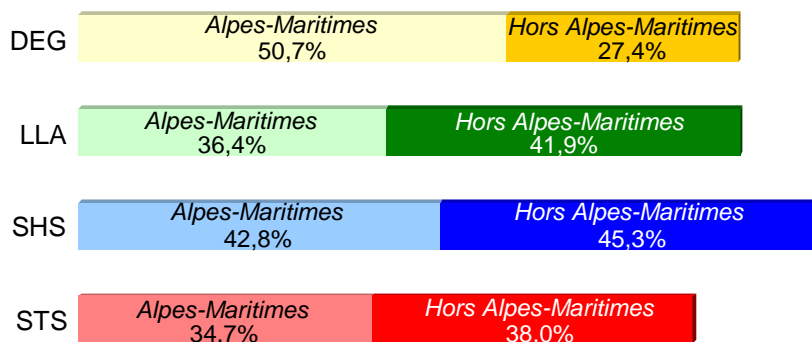 DEG
Alpes-Maritimes Hors Alpes-Maritimes
50,7% 27,4%
LLA
Alpes-Maritimes Hors Alpes-Maritimes
36,4% 41,9%
SHS
Alpes-Maritimes Hors Alpes-Maritimes
42,8% 45,3%
STS
Alpes-Maritimes Hors Alpes-Maritimes
34,7% 38,0%